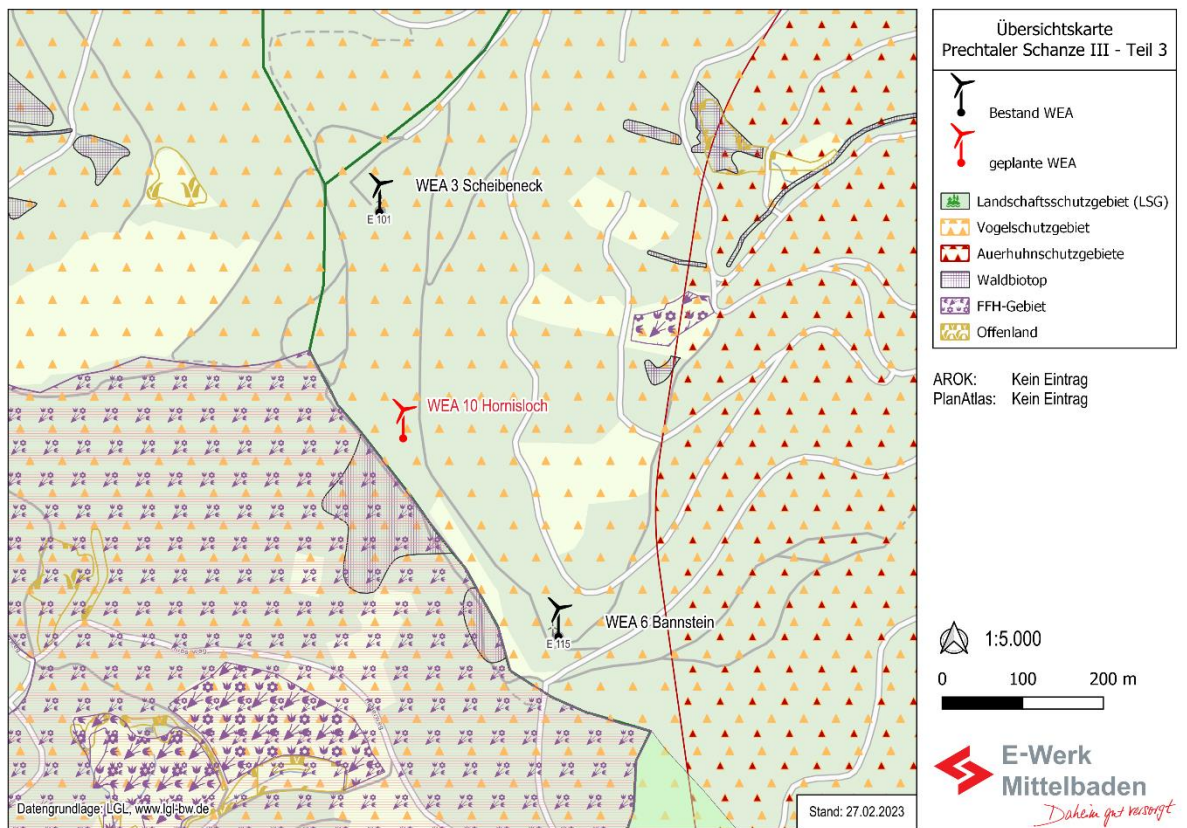 WEA 3 Scheibeneck
E 101
WEA 10 Hornisloch
WEA 6 Bannstein
E 115
Datengrundlage: LGL, www.lgl-bw.de
Stand: 27.02.2023
Übersichtskarte
Prechtaler Schanze III - Teil 3
Bestand WEA
geplante WEA
Landschaftsschutzgebiet (LSG)
Vogelschutzgebiet
Auerhuhnschutzgebiete
Waldbiotop
FFH-Gebiet
Offenland
AROK: Kein Eintrag
PlanAtlas: Kein Eintrag
1:5.000
0 100 200 m
E-Werk
Mittelbaden
Daheim gut versorgt